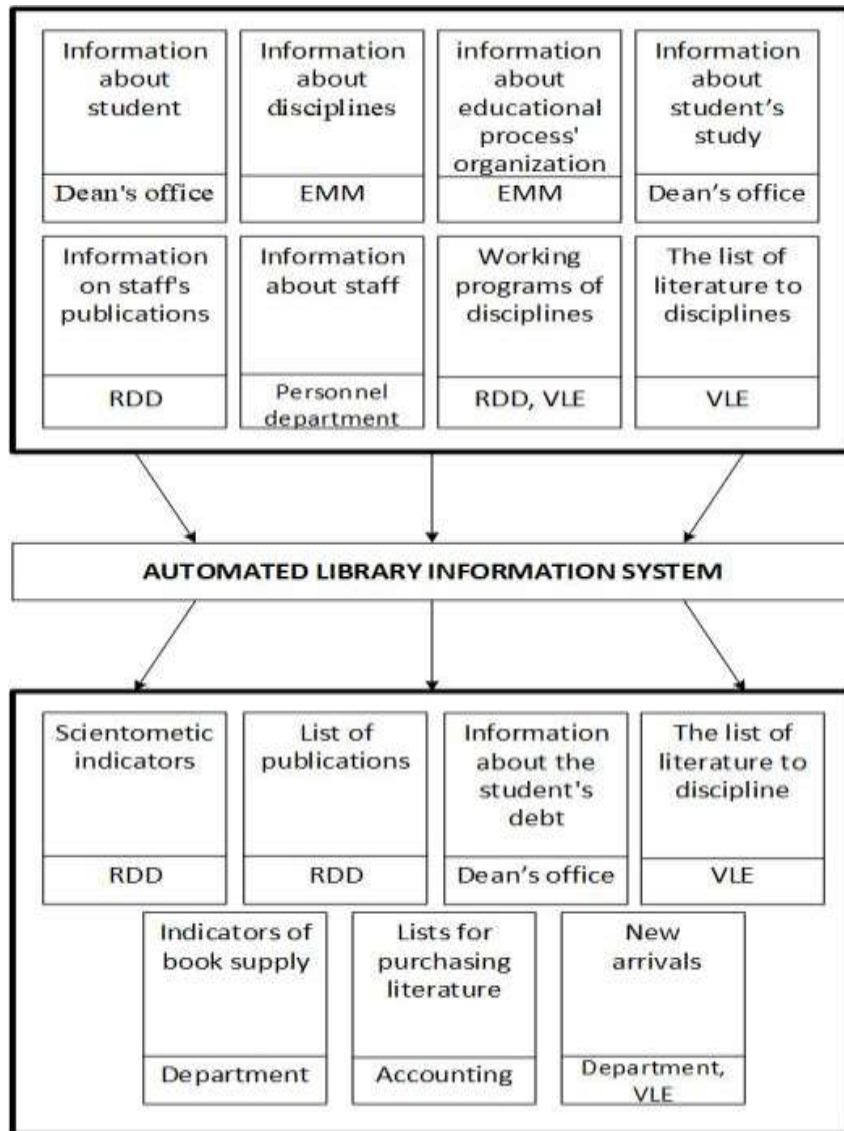 Information
about
student
Dean's office
Information
about
disciplines
EMM
information
about
educational
process'
organization
EMM
Information
about
student’s
study
Dean’s office
Information
on staff's
publications
RDD
Information
about staff
Personnel
department
Working
programs of
disciplines
RDD, VLE
The list of
literature to
disciplines
VLE
AUTOMATED LIBRARY INFORMATION SYSTEM
Scientometic
indicators
RDD
List of
publications
RDD
Information
about the
student's
debt
Dean’s office
The list of
literature to
discipline
VLE
Indicators of
book supply
Department
Lists for
purchasing
literature
Accounting
New
arrivals
Department,
VLE